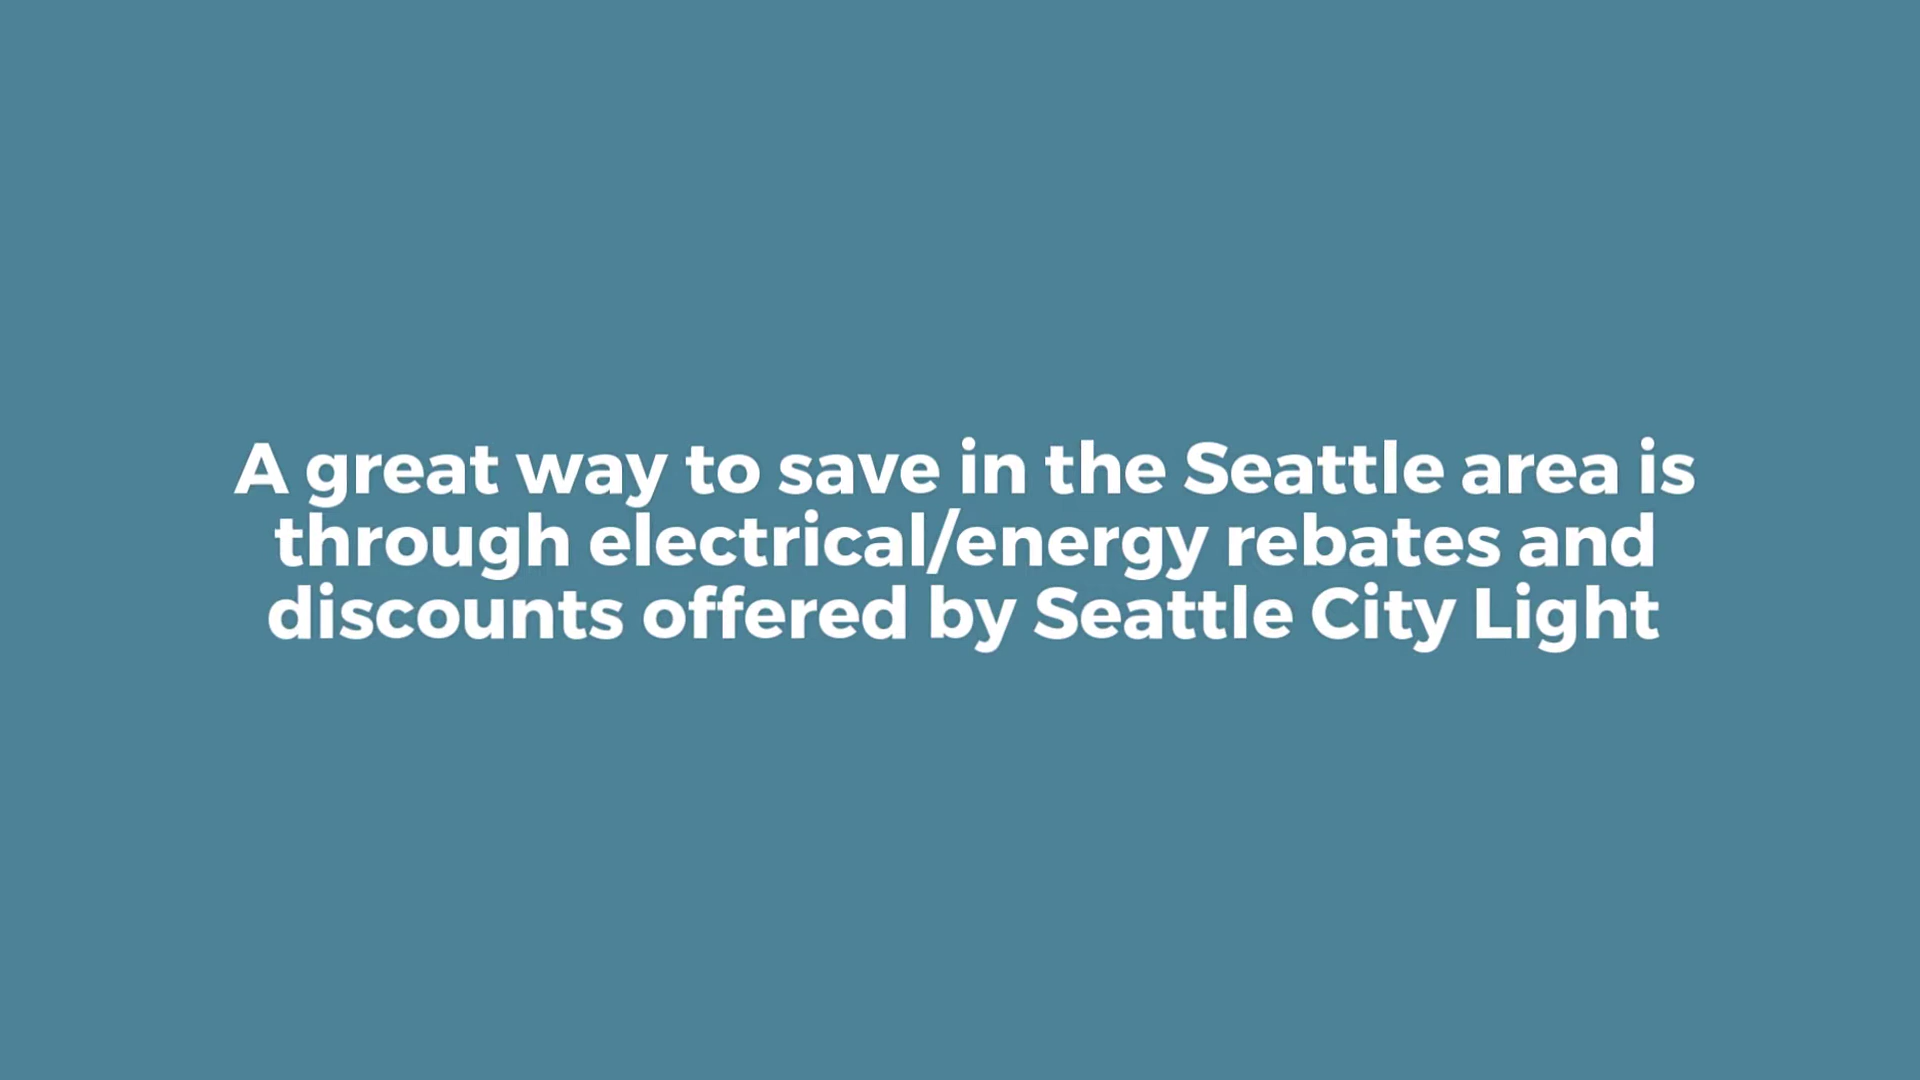 A great way to save in the Seattle area is
through electrical/energy rebates and
discounts offered by Seattle City Light